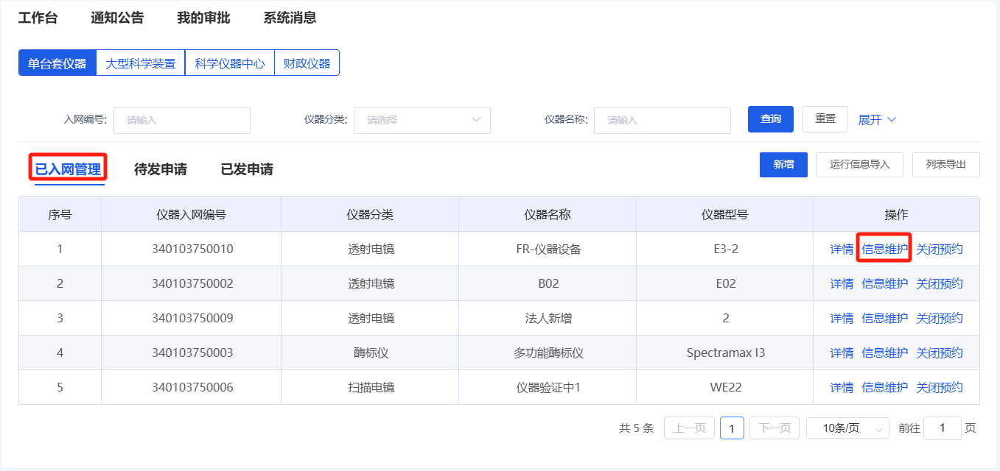 工作台 通知公告 我的审批 系统消息
单台套仪器 大型科学装置 科学仪器中心 财政仪器
入网编号: 请输入 仪器分类: 请选择 仪器名称: 请输入 查询 重置 展开
已入网管理 待发申请 已发申请 新增 运行信息导入 列表导出
序号 仪器入网编号 仪器分类 仪器名称 仪器型号 操作
1 340103750010 透射电镜 FR-仪器设备 E3-2 详情 信息维护 关闭预约
2 340103750002 透射电镜 B02 E02 详情 信息维护 关闭预约
3 340103750009 透射电镜 法人新增 2 详情 信息维护 关闭预约
4 340103750003 酶标仪 多功能酶标仪 Spectramax I3 详情 信息维护 关闭预约
5 340103750006 扫描电镜 仪器验证中1 WE22 详情 信息维护 关闭预约
共 5 条 上一页 1 下一页 10条/页 前往 1 页